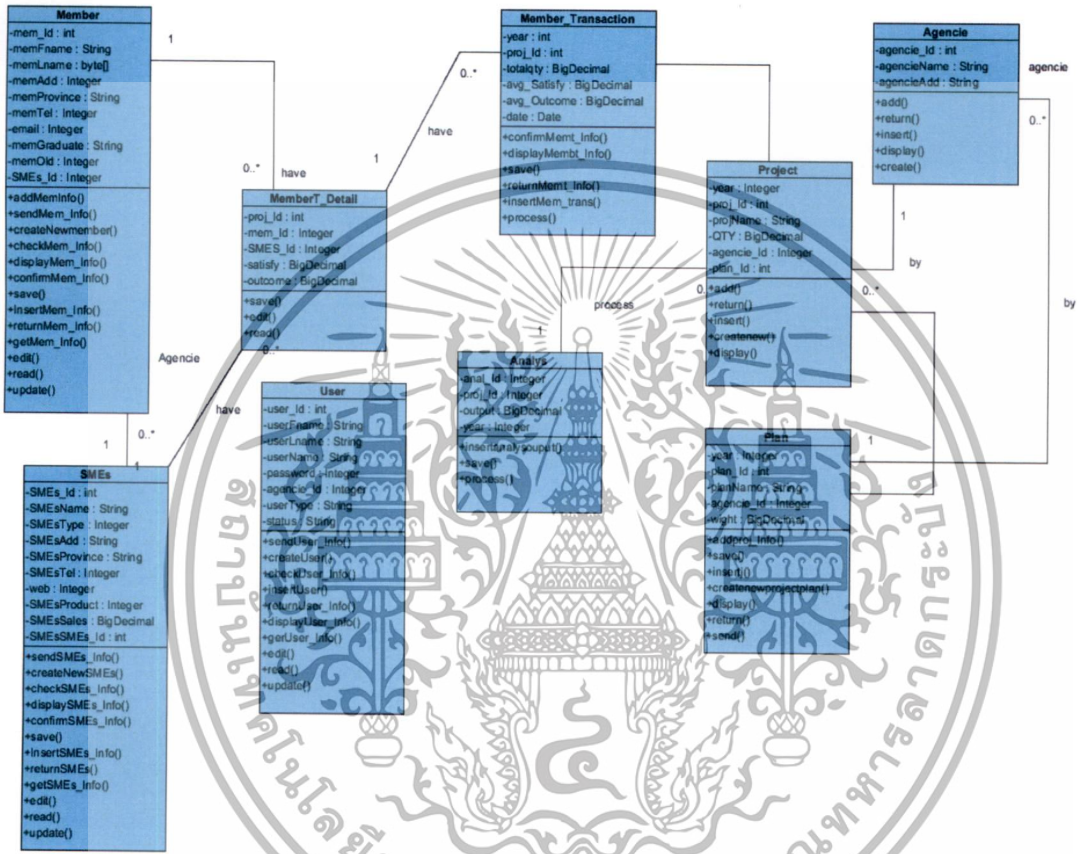 Member
-mem_Id : int
-memFname : String
-memLname : byte[]
-memAdd : Integer
-memProvince : String
-memTel : Integer
-email : Integer
-memGraduate : String
-memOld : Integer
-SMEs_Id : Integer
+addMemInfo()
+sendMem_Info()
+createNewmember()
+checkMem_Info()
+displayMem_Info()
+confirmMem_Info()
+save()
+InsertMem_Info()
+returnMem_Info()
+getMem_Info()
+edit()
+read()
+update()
1
0..*
have
MemberT_Detail
-proj_Id : int
-mem_Id : Integer
-SMES_Id : Integer
-satisfy : BigDecimal
-outcome : BigDecimal
+save()
+edit()
+read()
0..*
have
1
have
0..*
Member_Transaction
-year : int
-proj_Id : int
-totalqty : BigDecimal
-avg_Satisfy : BigDecimal
-avg_Outcome : BigDecimal
-date : Date
+confirmMemt_Info()
+displayMembt_Info()
+save()
+returnMemt_Info()
+insertMem_trans()
+process()
Agencie
-agencie_Id : int
-agencieName : String
-agencieAdd : String
+add()
+return()
+insert()
+display()
+create()
agencie
0..*
1
by
by
Project
-year : Integer
-proj_Id : int
-projName : String
-QTY : BigDecimal
-agencie_Id : Integer
-plan_Id : int
+add()
+return()
+insert()
+createnew()
+display()
0..*
process
1
Analys
-anal_Id : Integer
-proj_Id : Integer
-output : BigDecimal
-year : Integer
+insertanalysouput()
+save()
+process()
Plan
-year : Integer
-plan_Id : int
-planName : String
-agencie_Id : Integer
-wight : BigDecimal
+addproj_Info()
+save()
+insert()
+createnewprojectplan()
+display()
+return()
+send()
1
User
-user_Id : int
-userFname : String
-userLname : String
-userName : String
-password : Integer
-agencie_Id : Integer
-userType : String
-status : String
+sendUser_Info()
+createUser()
+checkUser_Info()
+insertUser()
+returnUser_Info()
+displayUser_Info()
+gerUser_Info()
+edit()
+read()
+update()
Agencie
1
0..*
1
SMEs
-SMEs_Id : int
-SMEsName : String
-SMEsType : Integer
-SMEsAdd : String
-SMEsProvince : String
-SMEsTel : Integer
-web : Integer
-SMEsProduct : Integer
-SMEsSales : BigDecimal
-SMEsSMEs_Id : int
+sendSMEs_Info()
+createNewSMEs()
+checkSMEs_Info()
+displaySMEs_Info()
+confirmSMEs_Info()
+save()
+InsertSMEs_Info()
+returnSMEs()
+getSMEs_Info()
+edit()
+read()
+update()